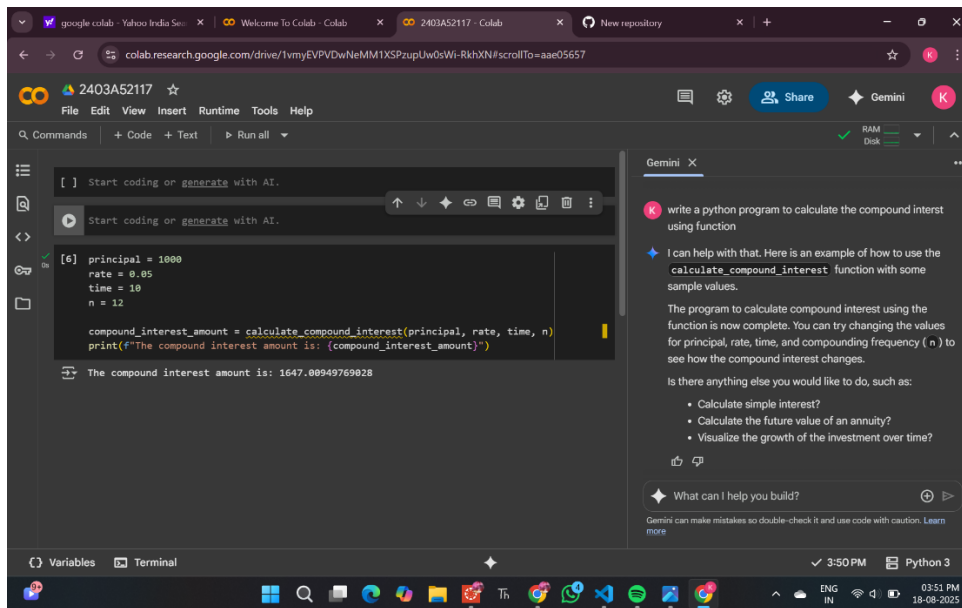 google colab - Yahoo India Sea
Welcome To Colab - Colab
2403A52117 - Colab
New repository
colab.research.google.com/drive/1vmyEVPVDwNeMM1XSPzupUw0sWi-RkhXN#scrollTo=aae05657
K
2403A52117
File Edit View Insert Runtime Tools Help
Share
Gemini
K
Commands + Code + Text Run all
RAM
Disk
[ ] Start coding or generate with AI.
Start coding or generate with AI.
[6] principal = 1000
0s
rate = 0.05
time = 10
n = 12
compound_interest_amount = calculate_compound_interest(principal, rate, time, n)
print(f"The compound interest amount is: {compound_interest_amount}")
The compound interest amount is: 1647.00949769028
Gemini
K
write a python program to calculate the compound interst
using function
I can help with that. Here is an example of how to use the
calculate_compound_interest function with some
sample values.
The program to calculate compound interest using the
function is now complete. You can try changing the values
for principal, rate, time, and compounding frequency ( n ) to
see how the compound interest changes.
Is there anything else you would like to do, such as:
• Calculate simple interest?
• Calculate the future value of an annuity?
• Visualize the growth of the investment over time?
What can I help you build?
Gemini can make mistakes so double-check it and use code with caution. Learn
more
{} Variables
Terminal
3:50 PM
Python 3
Th
ENG
IN
03:51 PM
18-08-2025